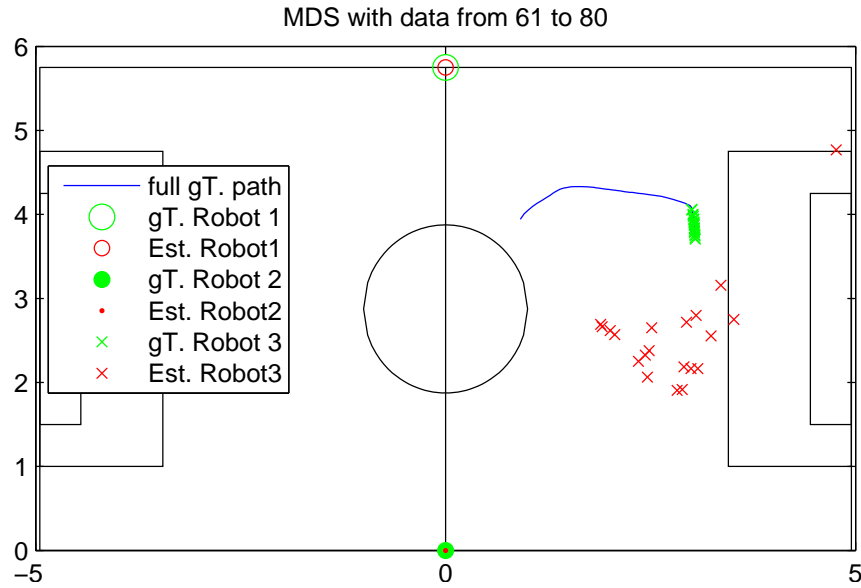 MDS with data from 61 to 80
6
5
4
3
2
1
0
full gT. path
gT. Robot 1
Est. Robot1
gT. Robot 2
Est. Robot2
gT. Robot 3
Est. Robot3
−5
0
5